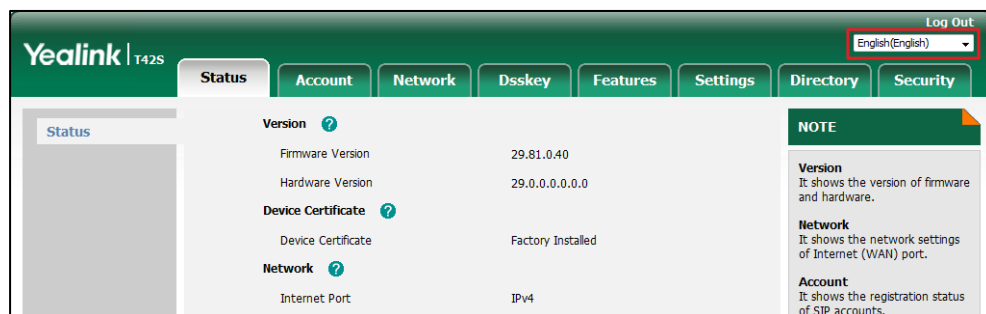 Log Out
Yealink T42S
English(English)
Status Account Network Dsskey Features Settings Directory Security
Status
Version ?
Firmware Version 29.81.0.40
Hardware Version 29.0.0.0.0.0.0
Device Certificate ?
Device Certificate Factory Installed
Network ?
Internet Port IPv4
NOTE
Version
It shows the version of firmware
and hardware.
Network
It shows the network settings
of Internet (WAN) port.
Account
It shows the registration status
of SIP accounts.